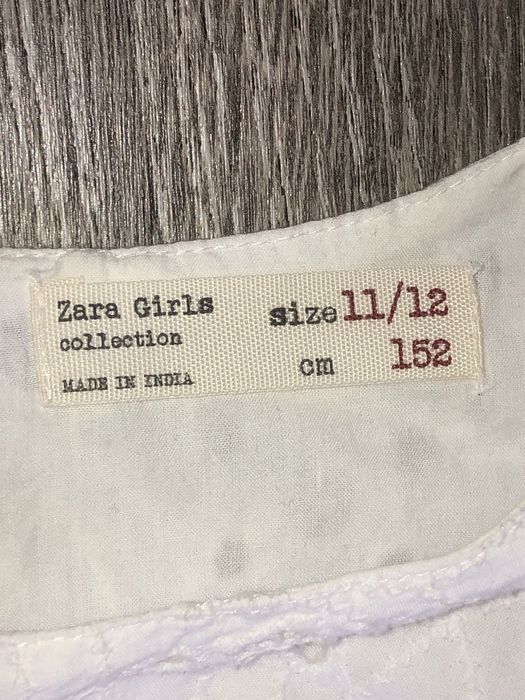 Zara Girls
collection
MADE IN INDIA
size 11/12
cm 152